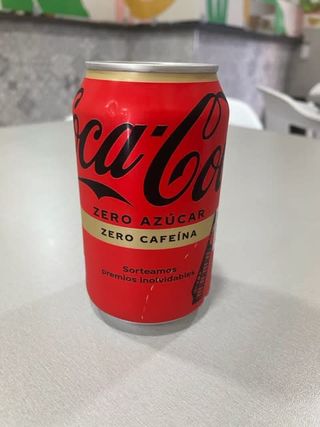 Coca-Cola
ZERO AZÚCAR
ZERO CAFEÍNA
Sorteamos
premios inolvidables